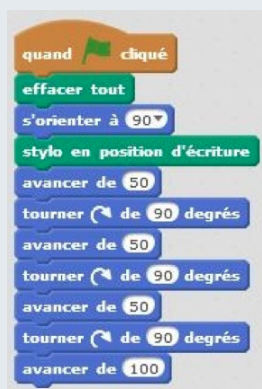 quand cliqué
effacer tout
s'orienter à 90
stylo en position d'écriture
avancer de 50
tourner de 90 degrés
avancer de 50
tourner de 90 degrés
avancer de 50
tourner de 90 degrés
avancer de 100